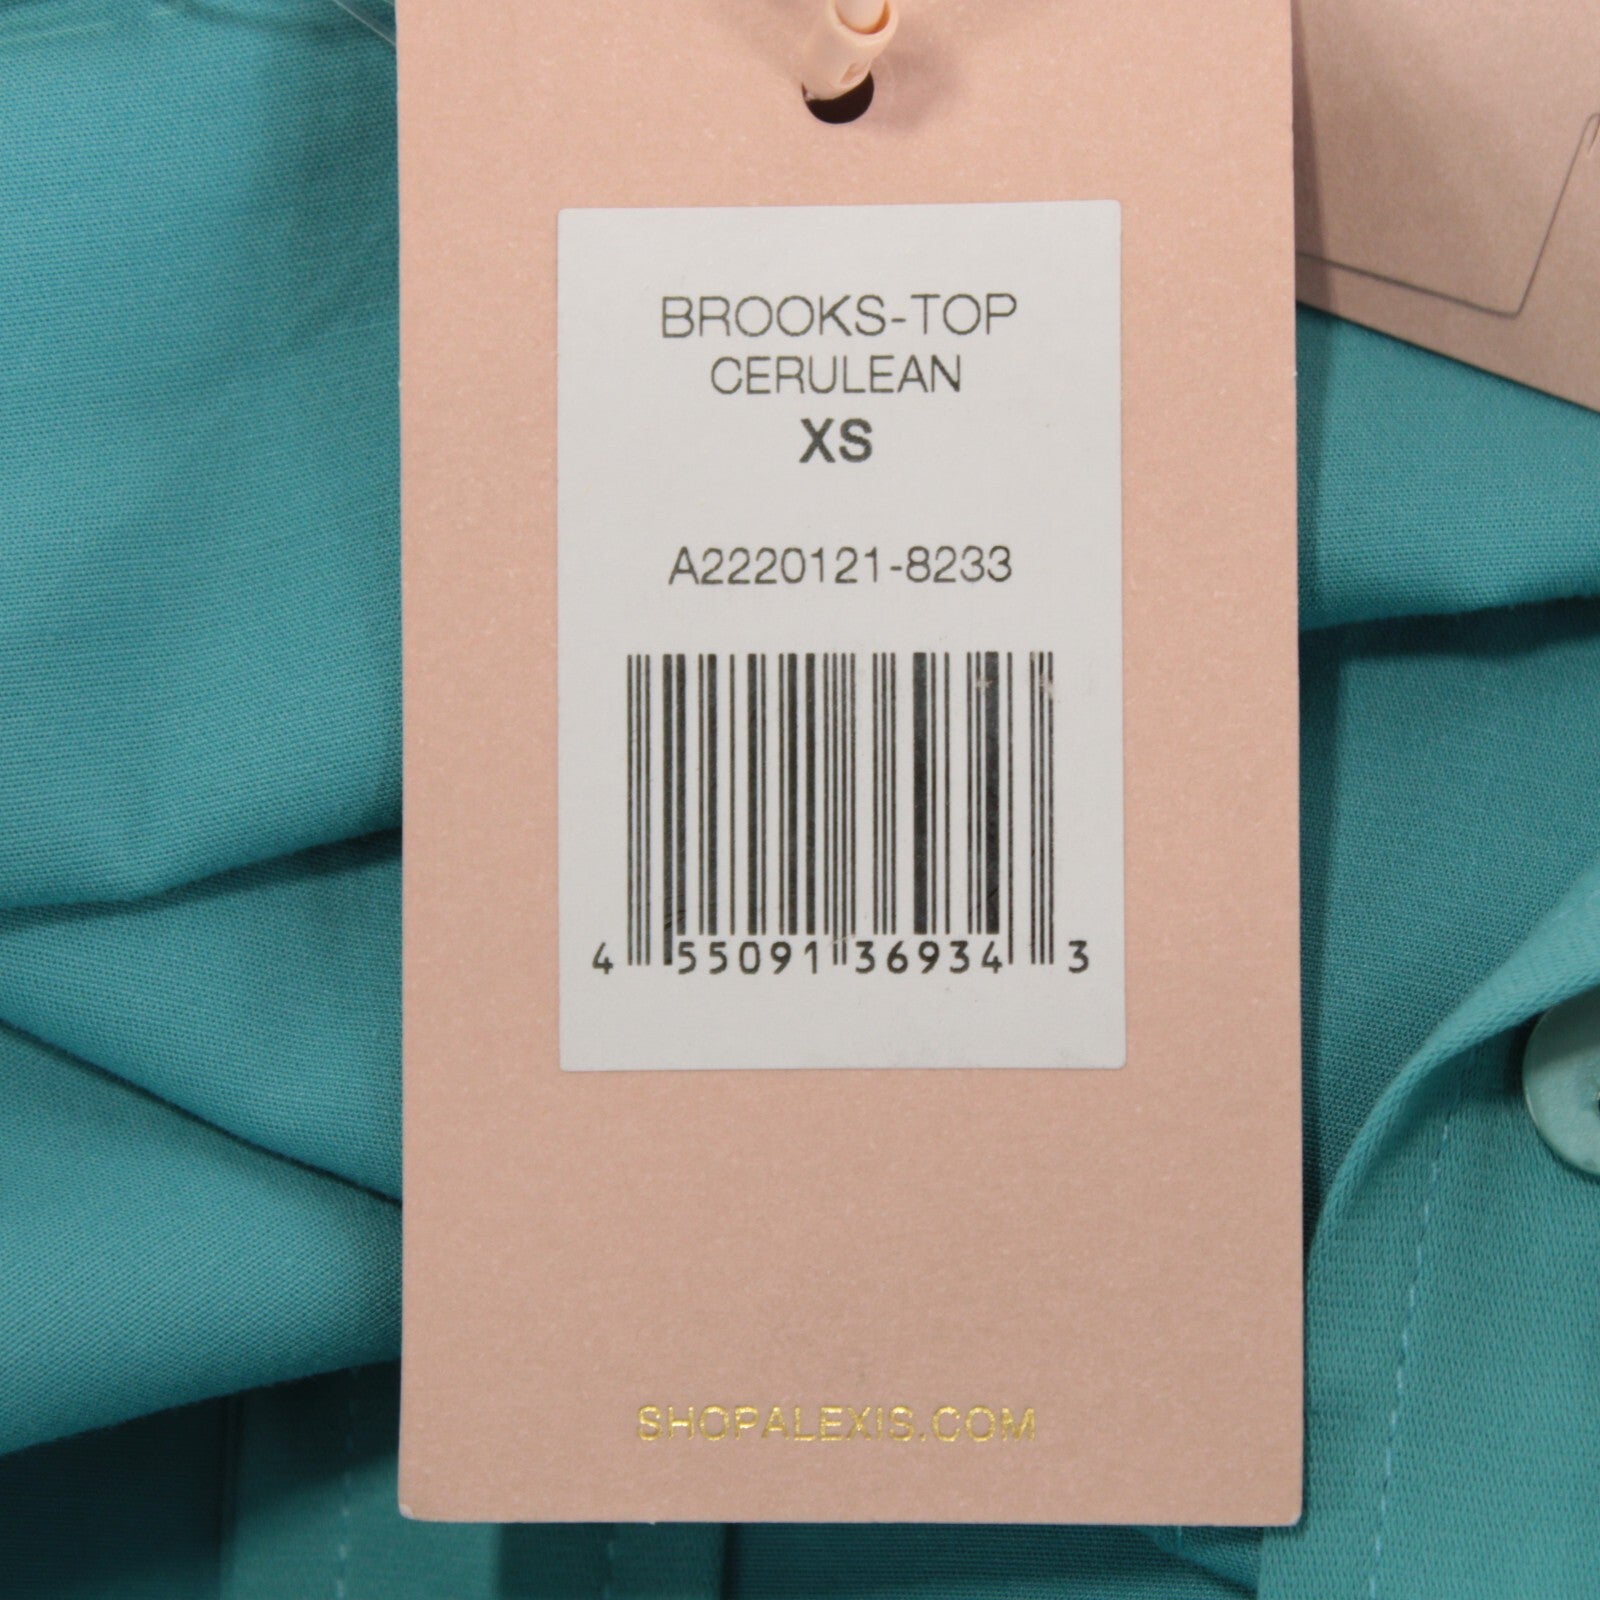 BROOKS-TOP
CERULEAN
XS
A2220121-8233
4 55091 36934 3
SHOPALEXIS.COM